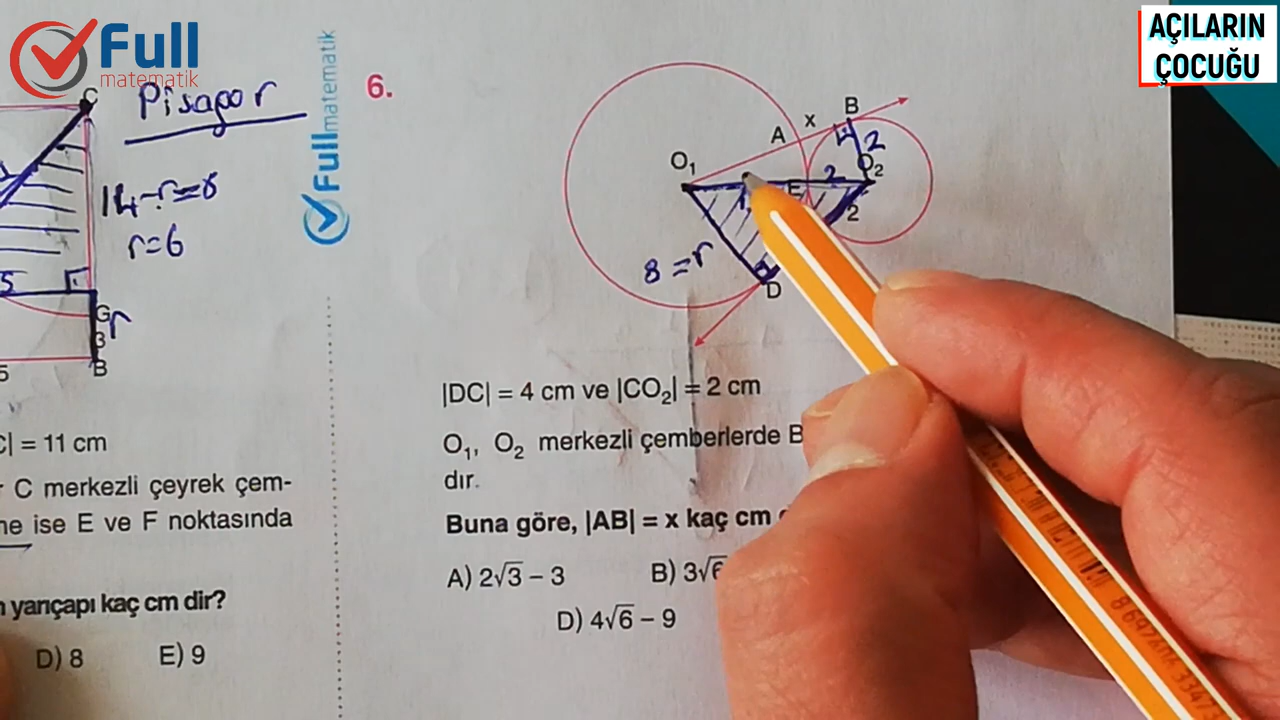 Full
matematik
AÇILARIN
ÇOCUĞU
C
Pisagor
14-r=8
r=6
5
G
r
3
B
5
= 11 cm
C merkezli çeyrek çem-
ise E ve F noktasında
yarıçapı kaç cm dir?
D) 8
E) 9
Fullmatematik
6.
B
x
A
2
O₁
O₂
E
2
2
8 = r
D
|DC| = 4 cm ve |CO₂| = 2 cm
O₁, O₂ merkezli çemberlerde B
dır.
Buna göre, |AB| = x kaç cm
A) 2√3 – 3
B) 3√6
D) 4√6 – 9